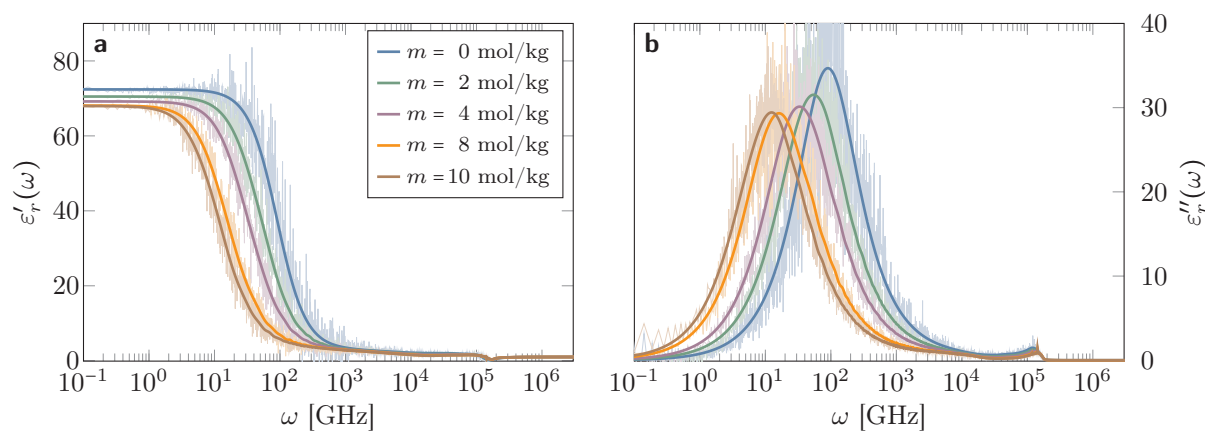 a
80
60
40
20
0
ε′ᵣ(ω)
m = 0 mol/kg
m = 2 mol/kg
m = 4 mol/kg
m = 8 mol/kg
m = 10 mol/kg
10⁻¹ 10⁰ 10¹ 10² 10³ 10⁴ 10⁵ 10⁶
ω [GHz]
b
40
30
20
10
0
ε″ᵣ(ω)
10⁻¹ 10⁰ 10¹ 10² 10³ 10⁴ 10⁵ 10⁶
ω [GHz]